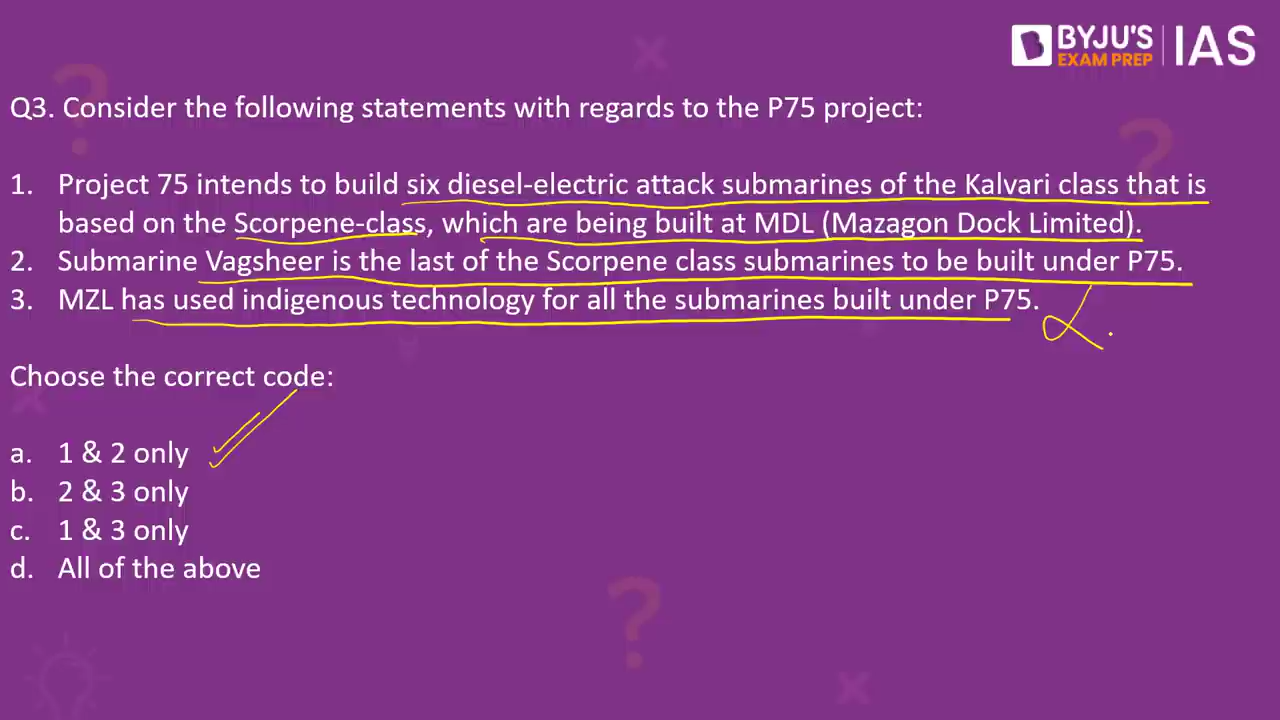 BYJU'S IAS
EXAM PREP
Q3. Consider the following statements with regards to the P75 project:
1. Project 75 intends to build six diesel-electric attack submarines of the Kalvari class that is
based on the Scorpene-class, which are being built at MDL (Mazagon Dock Limited).
2. Submarine Vagsheer is the last of the Scorpene class submarines to be built under P75.
3. MZL has used indigenous technology for all the submarines built under P75.
Choose the correct code:
a. 1 & 2 only
b. 2 & 3 only
c. 1 & 3 only
d. All of the above